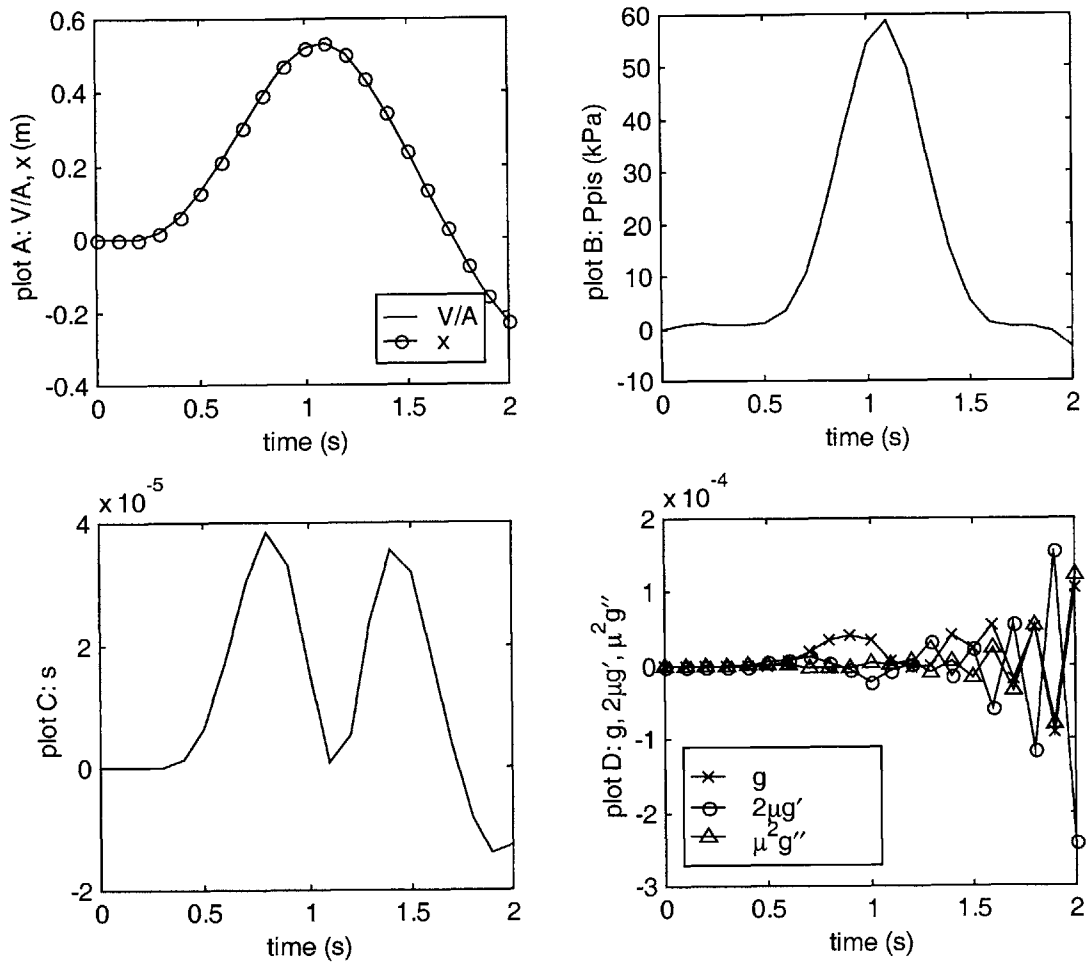 plot A: V/A, x (m)
0.6
0.4
0.2
0
-0.2
-0.4
0
0.5
1
1.5
2
time (s)
V/A
x
plot B: Ppis (kPa)
60
50
40
30
20
10
0
-10
0
0.5
1
1.5
2
time (s)
x 10^-5
plot C: s
4
2
0
-2
0
0.5
1
1.5
2
time (s)
x 10^-4
plot D: g, 2μg′, μ²g′′
2
1
0
-1
-2
-3
0
0.5
1
1.5
2
time (s)
g
2μg′
μ²g′′